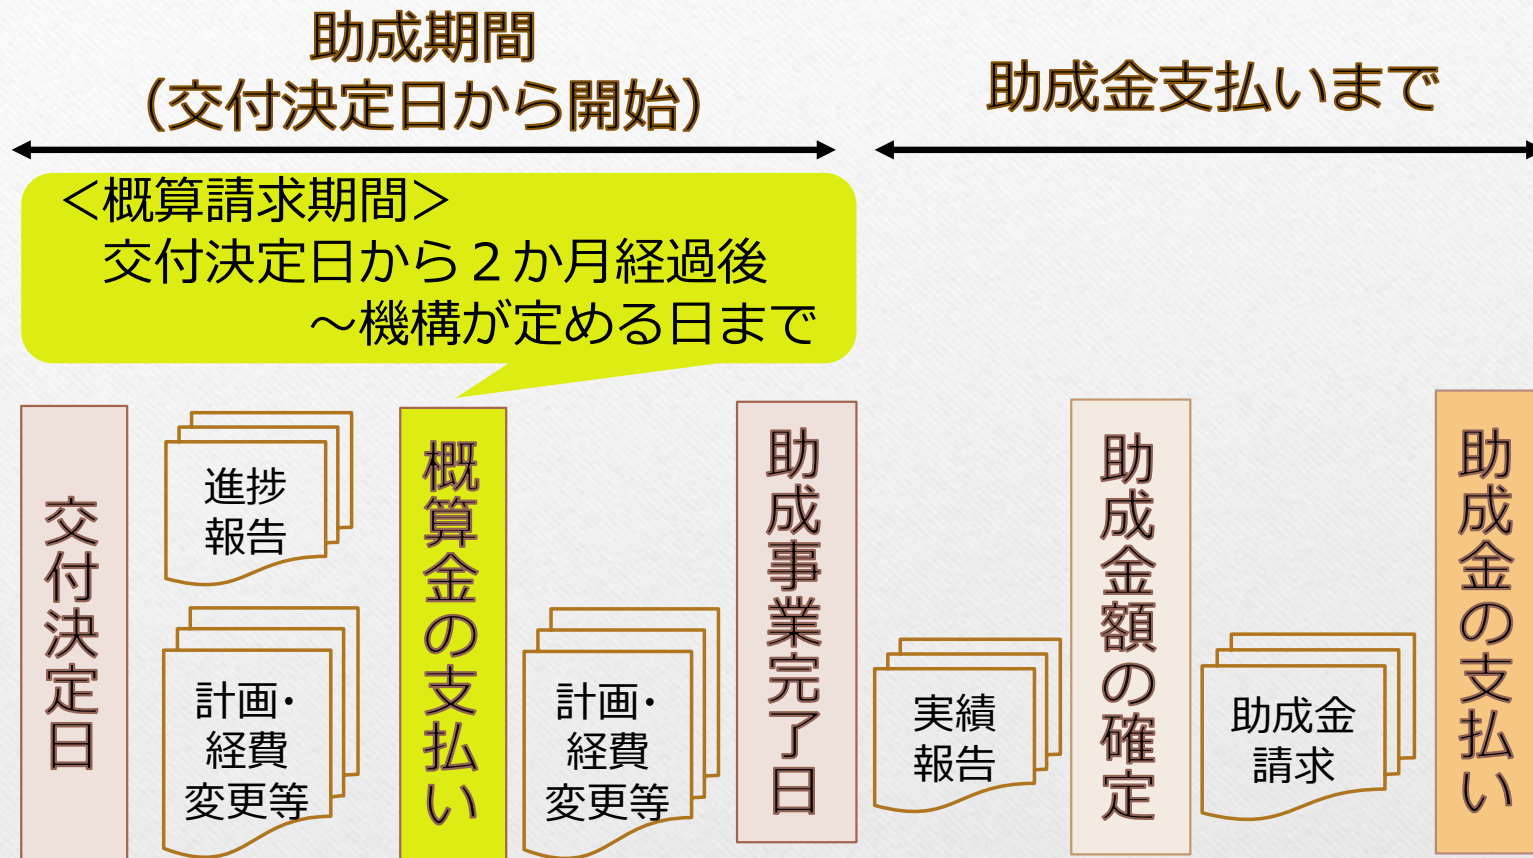 助成期間
（交付決定日から開始）
助成金支払いまで
＜概算請求期間＞
交付決定日から２か月経過後
～機構が定める日まで
交付決定日
進捗
報告
計画・
経費
変更等
概算金の支払い
計画・
経費
変更等
助成事業完了日
実績
報告
助成金額の確定
助成金
請求
助成金の支払い